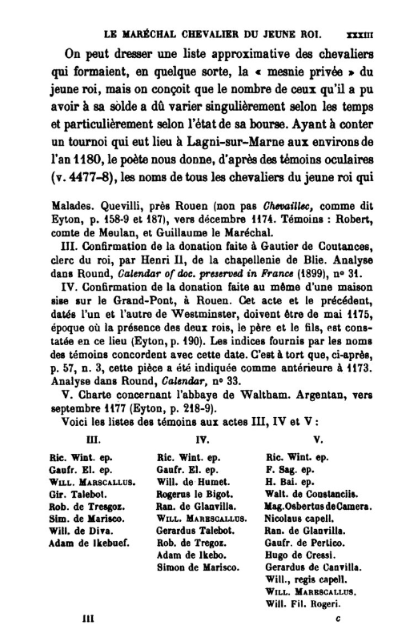 LE MARÉCHAL CHEVALIER DU JEUNE ROI. XXXIII
On peut dresser une liste approximative des chevaliers
qui formaient, en quelque sorte, la « mesnie privée » du
jeune roi, mais on conçoit que le nombre de ceux qu'il a pu
avoir à sa solde a dû varier singulièrement selon les temps
et particulièrement selon l'état de sa bourse. Ayant à conter
un tournoi qui eut lieu à Lagni-sur-Marne aux environs de
l'an 1180, le poète nous donne, d'après des témoins oculaires
(v. 4477-8), les noms de tous les chevaliers du jeune roi qui
Malades. Quevilli, près Rouen (non pas Chevaillec, comme dit
Eyton, p. 158-9 et 187), vers décembre 1174. Témoins : Robert,
comte de Meulan, et Guillaume le Maréchal.
III. Confirmation de la donation faite à Gautier de Coutances,
clerc du roi, par Henri II, de la chapellenie de Blie. Analyse
dans Round, Calendar of doc. preserved in France (1899), nº 31.
IV. Confirmation de la donation faite au même d'une maison
sise sur le Grand-Pont, à Rouen. Cet acte et le précédent,
datés l'un et l'autre de Westminster, doivent être de mai 1175,
époque où la présence des deux rois, le père et le fils, est cons-
tatée en ce lieu (Eyton, p. 190). Les indices fournis par les noms
des témoins concordent avec cette date. C'est à tort que, ci-après,
p. 57, n. 3, cette pièce a été indiquée comme antérieure à 1173.
Analyse dans Round, Calendar, nº 33.
V. Charte concernant l'abbaye de Waltham. Argentan, vers
septembre 1177 (Eyton, p. 218-9).
Voici les listes des témoins aux actes III, IV et V :
III.
Ric. Wint. ep.
Gaufr. El. ep.
WILL. MARSCALLUS.
Gir. Talebot.
Rob. de Tresgoz.
Sim. de Marisco.
Will. de Diva.
Adam de Ikebuef.
IV.
Ric. Wint. ep.
Gaufr. El. ep.
Will. de Humet.
Rogerus le Bigot.
Ran. de Glanvilla.
WILL. MARESCALLUS.
Gerardus Talebot.
Rob. de Tregoz.
Adam de Ikebo.
Simon de Marisco.
V.
Ric. Wint. ep.
F. Sag. ep.
H. Bai. ep.
Walt. de Constanciis.
Mag. Osbertus de Camera.
Nicolaus capell.
Ran. de Glanvilla.
Gaufr. de Pertico.
Hugo de Cressi.
Gerardus de Canvilla.
Will., regis capell.
WILL. MARESCALLUS.
Will. Fil. Rogeri.
III c